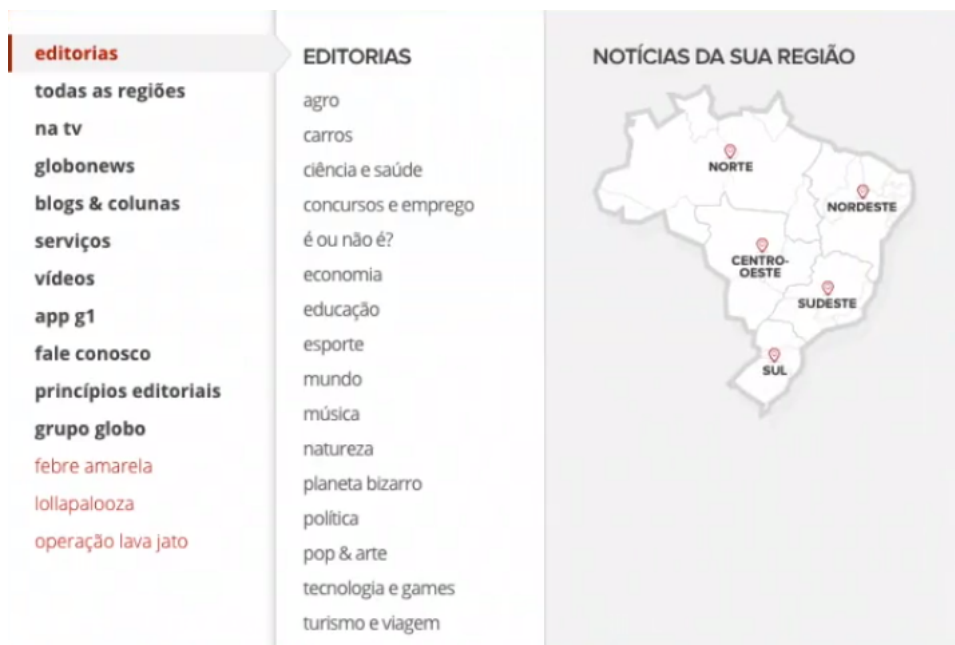 editorias
todas as regiões
na tv
globonews
blogs & colunas
serviços
vídeos
app g1
fale conosco
princípios editoriais
grupo globo
febre amarela
lollapalooza
operação lava jato
EDITORIAS
agro
carros
ciência e saúde
concursos e emprego
é ou não é?
economia
educação
esporte
mundo
música
natureza
planeta bizarro
política
pop & arte
tecnologia e games
turismo e viagem
NOTÍCIAS DA SUA REGIÃO
NORTE
NORDESTE
CENTRO-
OESTE
SUDESTE
SUL